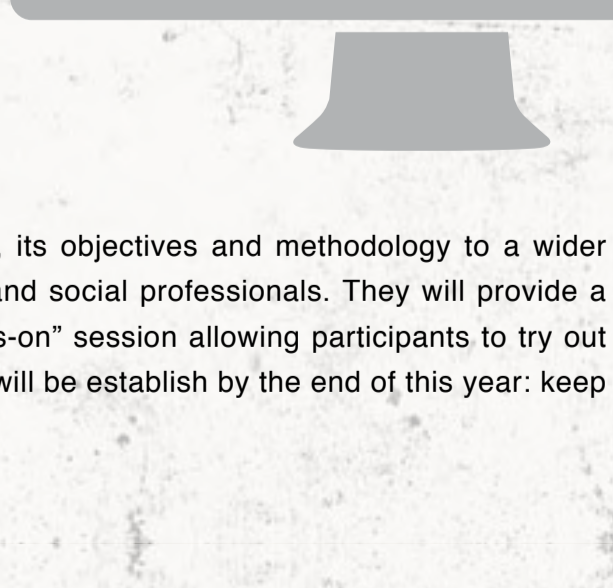 its objectives and methodology to a wider
and social professionals. They will provide a
s-on” session allowing participants to try out
will be establish by the end of this year: keep